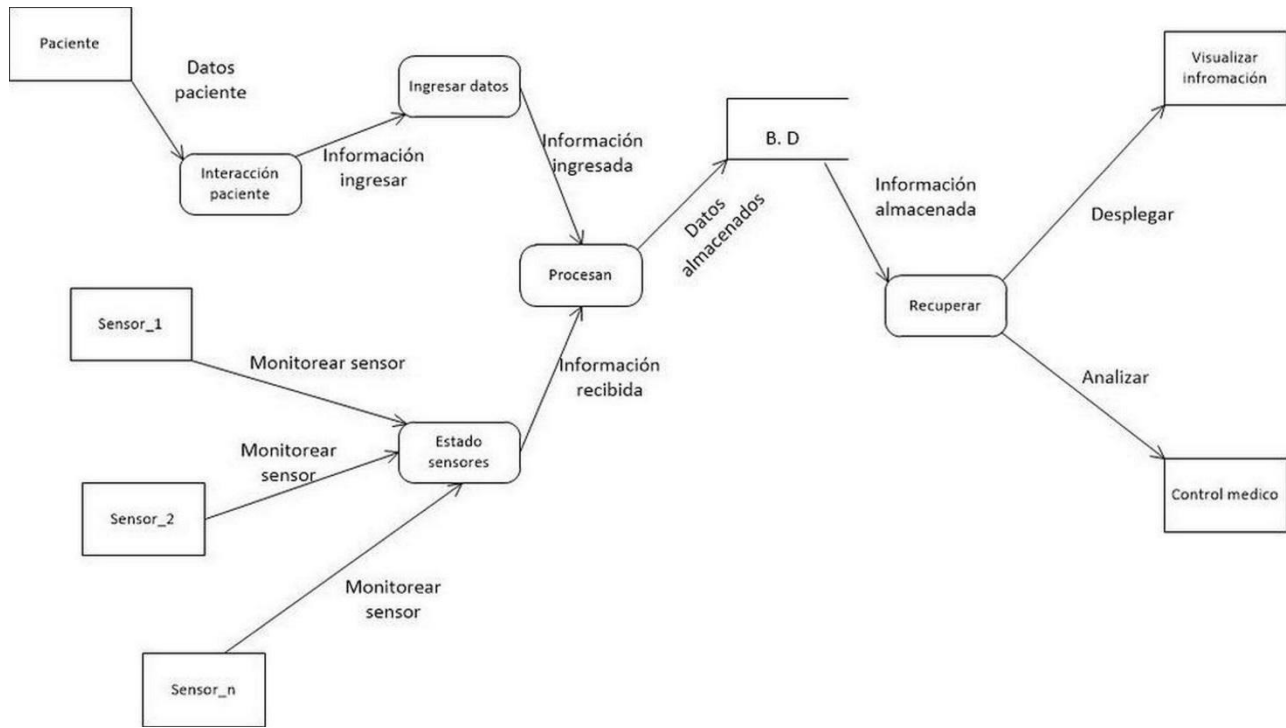 Paciente
Datos
paciente
Interacción
paciente
Información
ingresar
Ingresar datos
Información
ingresada
Procesan
Sensor_1
Monitorear sensor
Sensor_2
Monitorear
sensor
Sensor_n
Monitorear
sensor
Estado
sensores
Información
recibida
Datos
almacenados
B. D
Información
almacenada
Recuperar
Desplegar
Visualizar
infromación
Analizar
Control medico